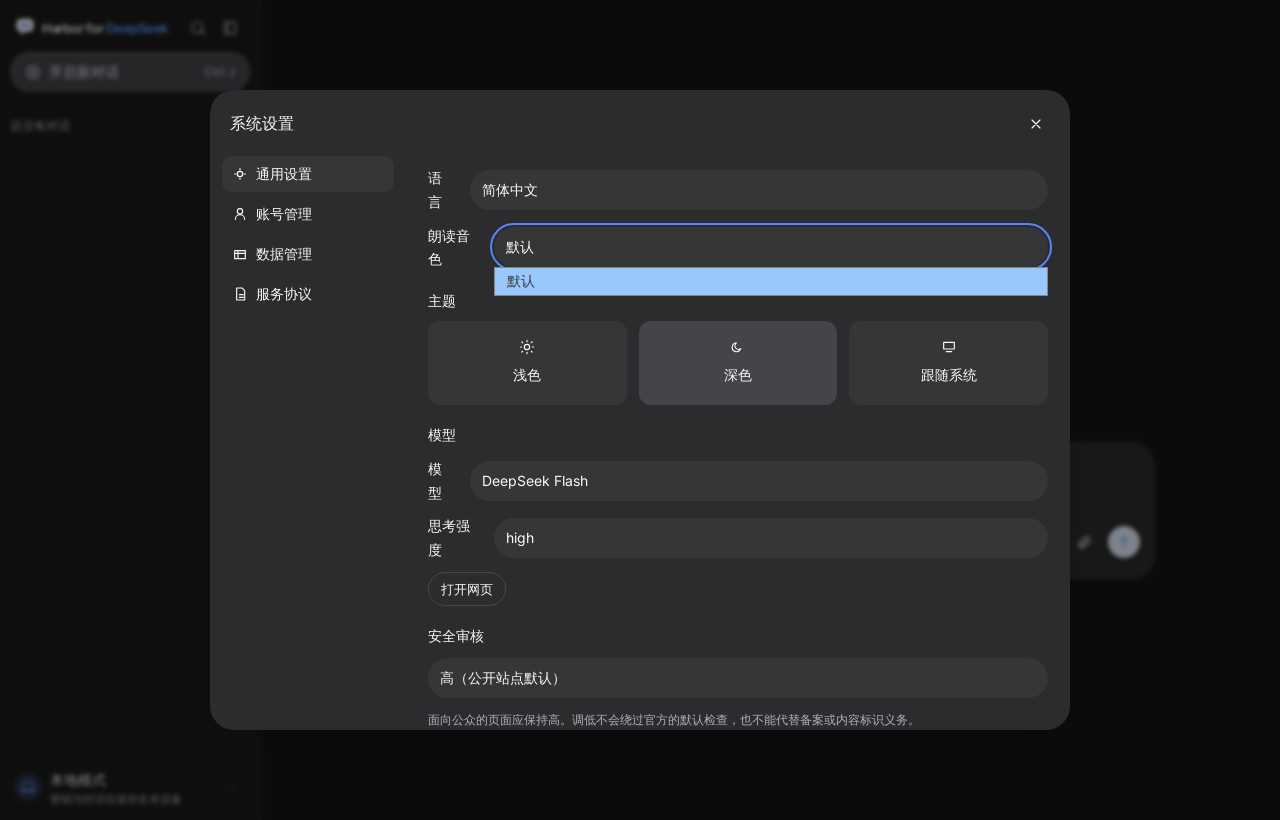 Harbor for DeepSeek
开启新对话 Ctrl J
还没有对话
系统设置
通用设置
账号管理
数据管理
服务协议
语
言
简体中文
朗读音
色
默认
默认
主题
浅色
深色
跟随系统
模型
模
型
DeepSeek Flash
思考强
度
high
打开网页
安全审核
高（公开站点默认）
面向公众的页面应保持高。调低不会绕过官方的默认检查，也不能代替备案或内容标识义务。
本地模式